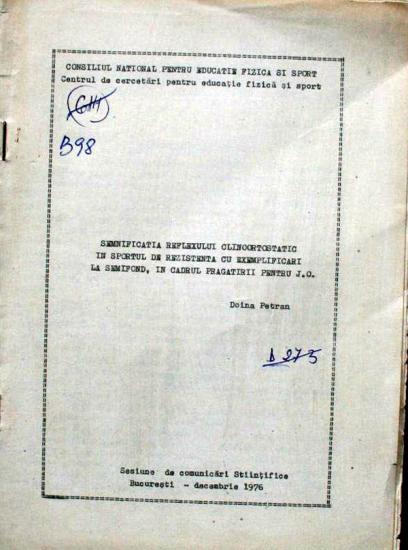 CONSILIUL NATIONAL PENTRU EDUCATIE FIZICA SI SPORT
Centrul de cercetări pentru educație fizică și sport
B98
SEMNIFICATIA REFLEXULUI CLINOORTOSTATIC
IN SPORTUL DE REZISTENTA CU EXEMPLIFICARI
LA SEMIFOND, IN CADRUL PRAGATIRII PENTRU J.O.
Doina Petran
Sesiune de comunicări Stiințifice
București - decembrie 1976